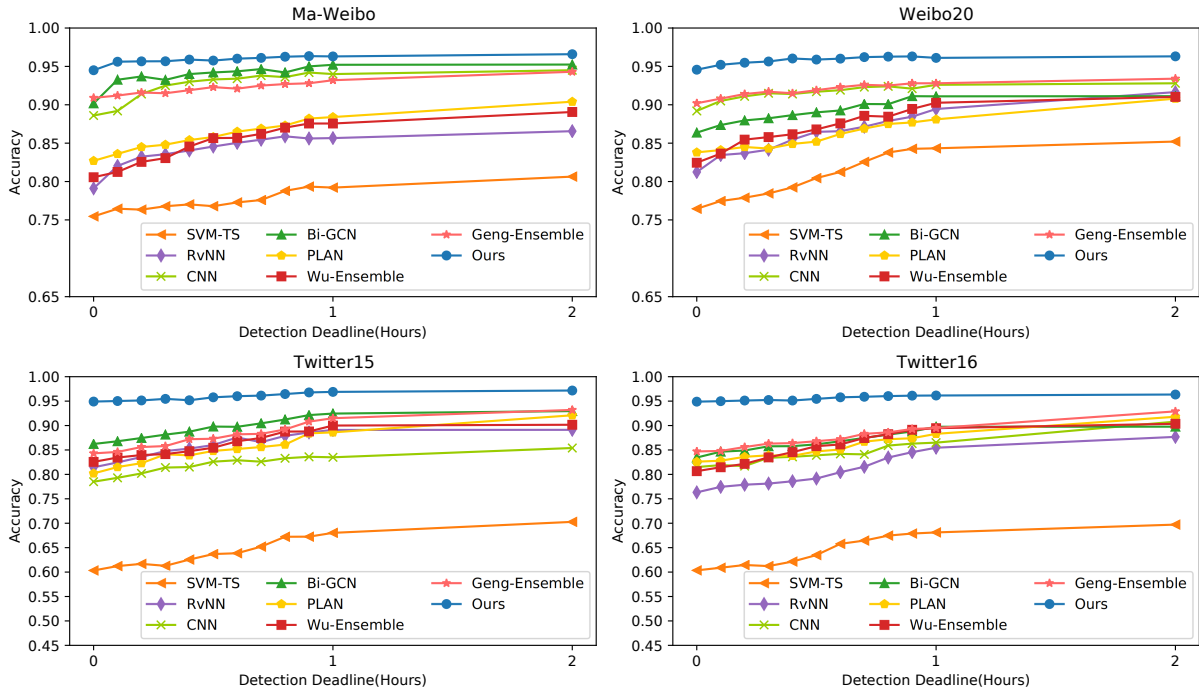 Ma-Weibo
1.00
0.95
0.90
0.85
0.80
0.75
0.65
Accuracy
SVM-TS
RvNN
CNN
Bi-GCN
PLAN
Wu-Ensemble
Geng-Ensemble
Ours
0 1 2
Detection Deadline(Hours)
Weibo20
1.00
0.95
0.90
0.85
0.80
0.75
0.65
Accuracy
SVM-TS
RvNN
CNN
Bi-GCN
PLAN
Wu-Ensemble
Geng-Ensemble
Ours
0 1 2
Detection Deadline(Hours)
Twitter15
1.00
0.95
0.90
0.85
0.80
0.75
0.70
0.65
0.60
0.55
0.50
0.45
Accuracy
SVM-TS
RvNN
CNN
Bi-GCN
PLAN
Wu-Ensemble
Geng-Ensemble
Ours
0 1 2
Detection Deadline(Hours)
Twitter16
1.00
0.95
0.90
0.85
0.80
0.75
0.70
0.65
0.60
0.55
0.50
0.45
Accuracy
SVM-TS
RvNN
CNN
Bi-GCN
PLAN
Wu-Ensemble
Geng-Ensemble
Ours
0 1 2
Detection Deadline(Hours)